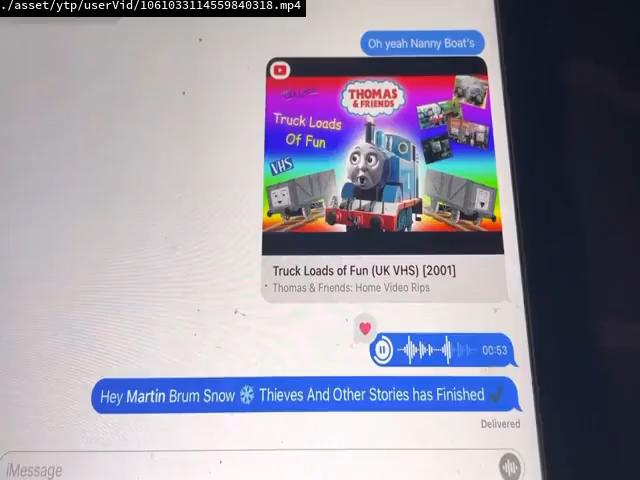 ./asset/ytp/userVid/1061033114559840318.mp4
Oh yeah Nanny Boat's
THOMAS
& FRIENDS
Truck Loads
Of Fun
VHS
Truck Loads of Fun (UK VHS) [2001]
Thomas & Friends: Home Video Rips
00:53
Hey Martin Brum Snow ❄ Thieves And Other Stories has Finished ✔
Delivered
iMessage